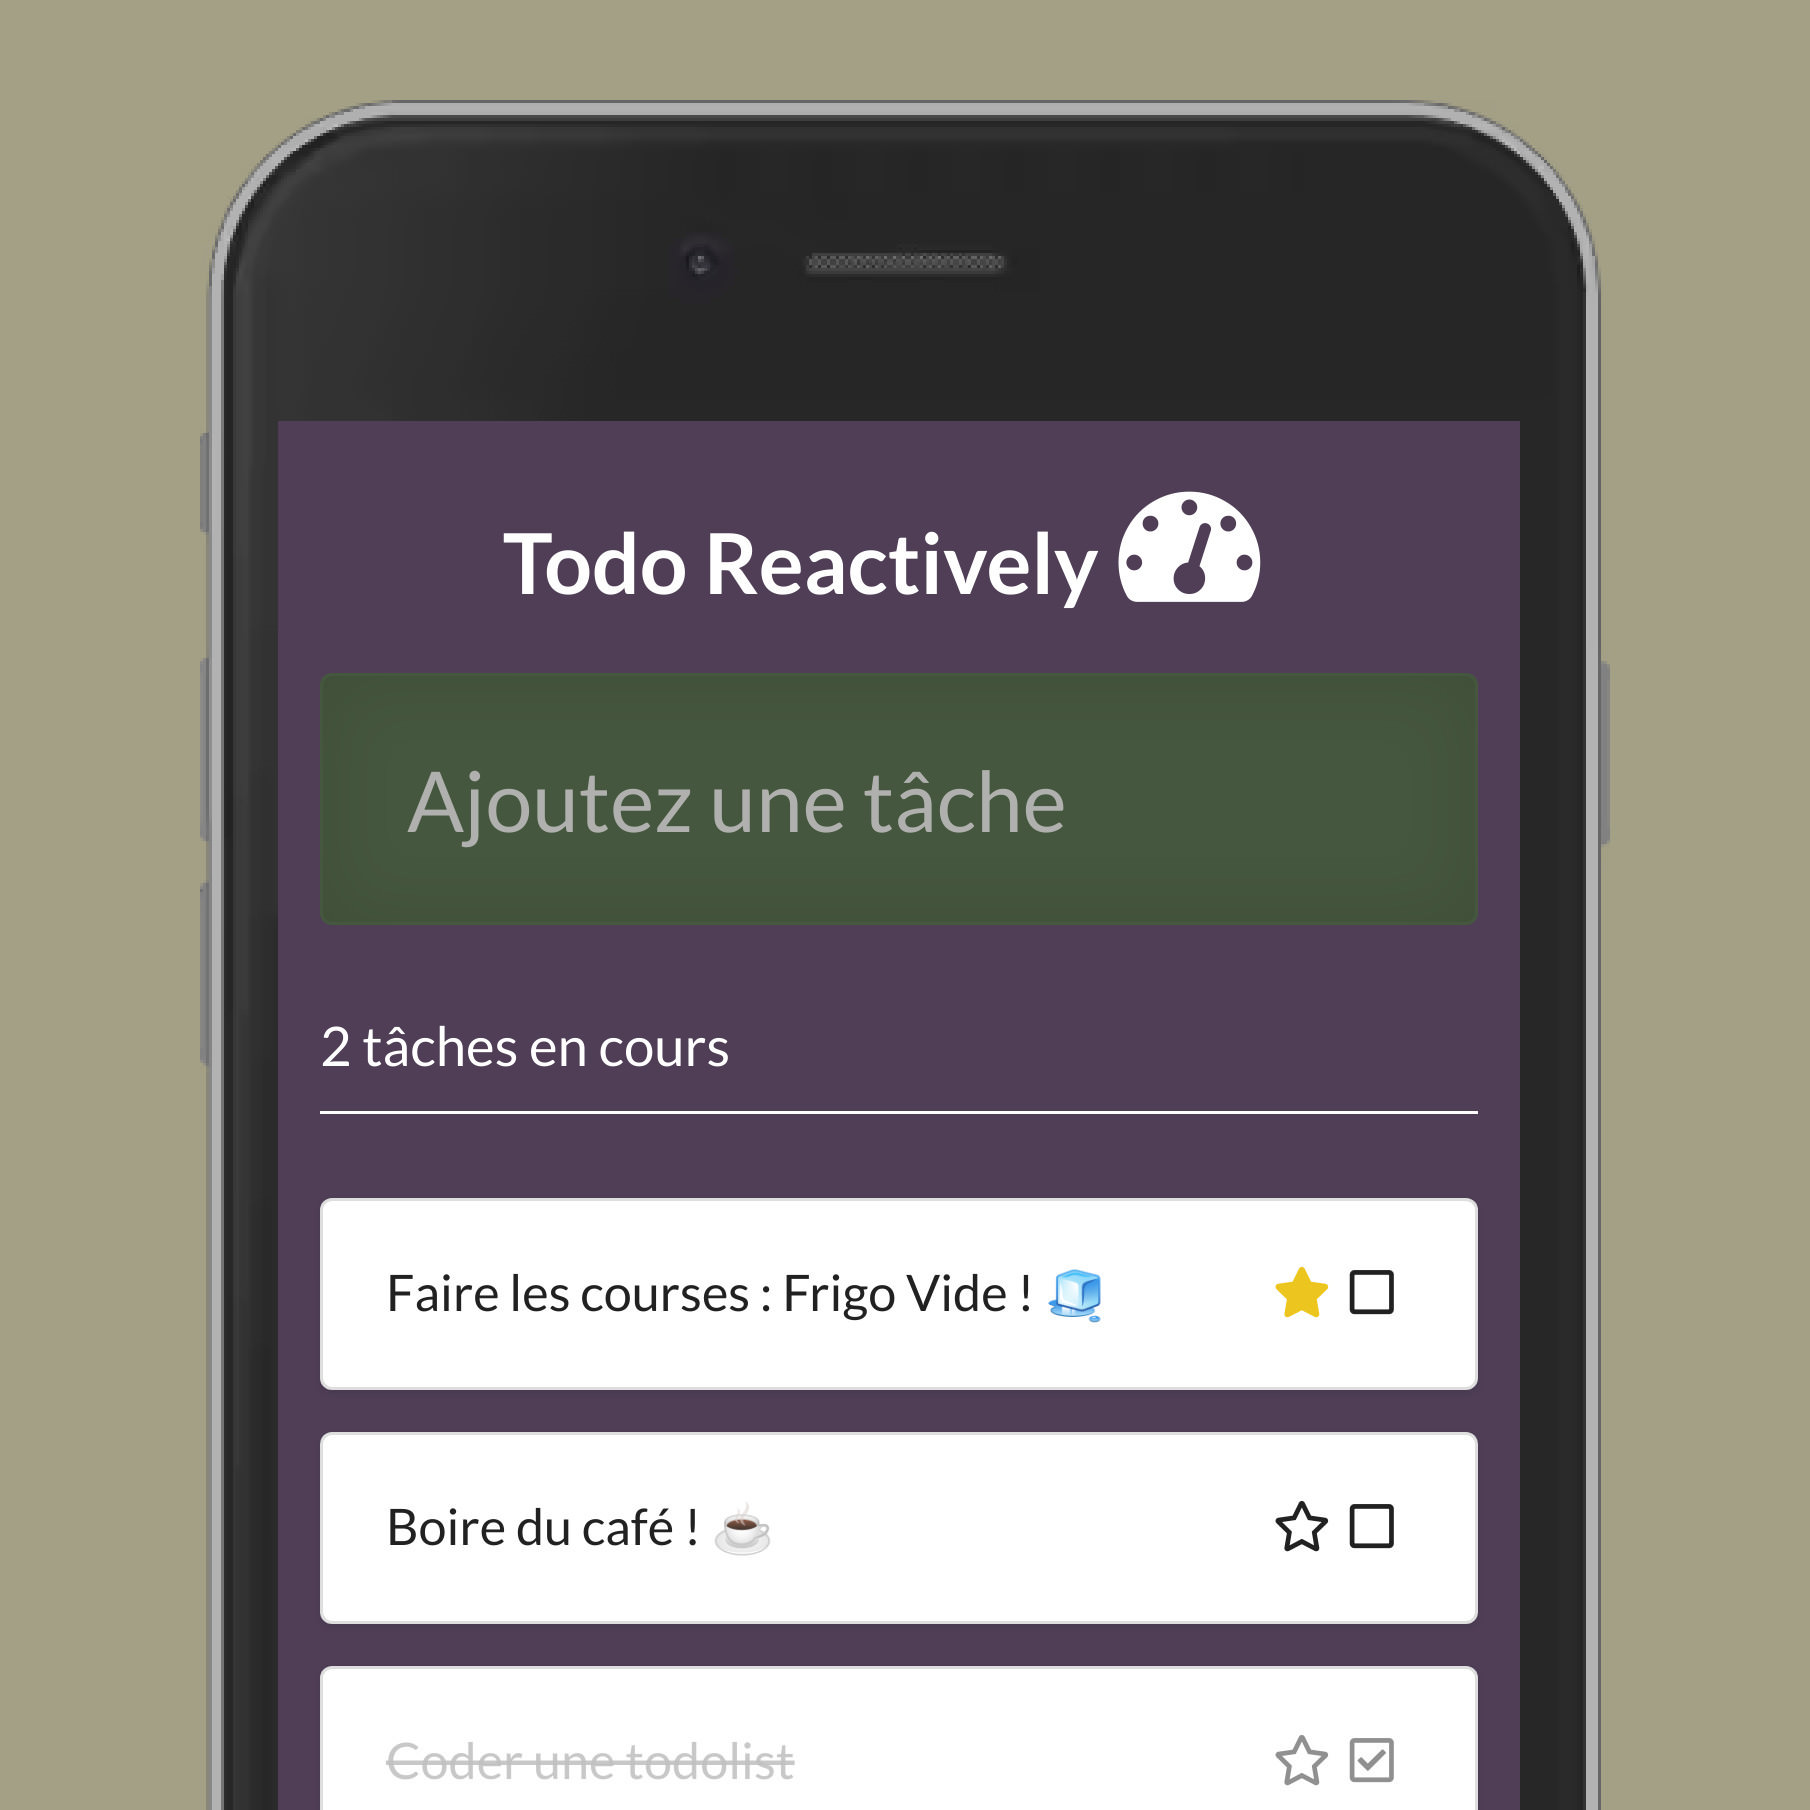 Todo Reactively
Ajoutez une tâche
2 tâches en cours
Faire les courses : Frigo Vide ! 🧊
Boire du café ! ☕
Coder une todolist